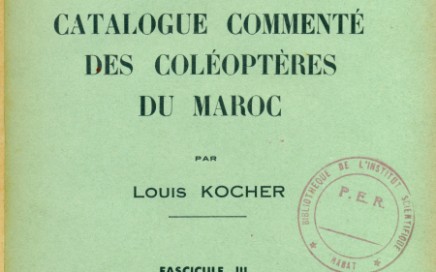 CATALOGUE COMMENTÉ
DES COLÉOPTÈRES
DU MAROC
PAR
LOUIS KOCHER
FASCICULE III
BIBLIOTHÈQUE DE L'INSTITUT SCIENTIFIQUE
P.E.R.
RABAT